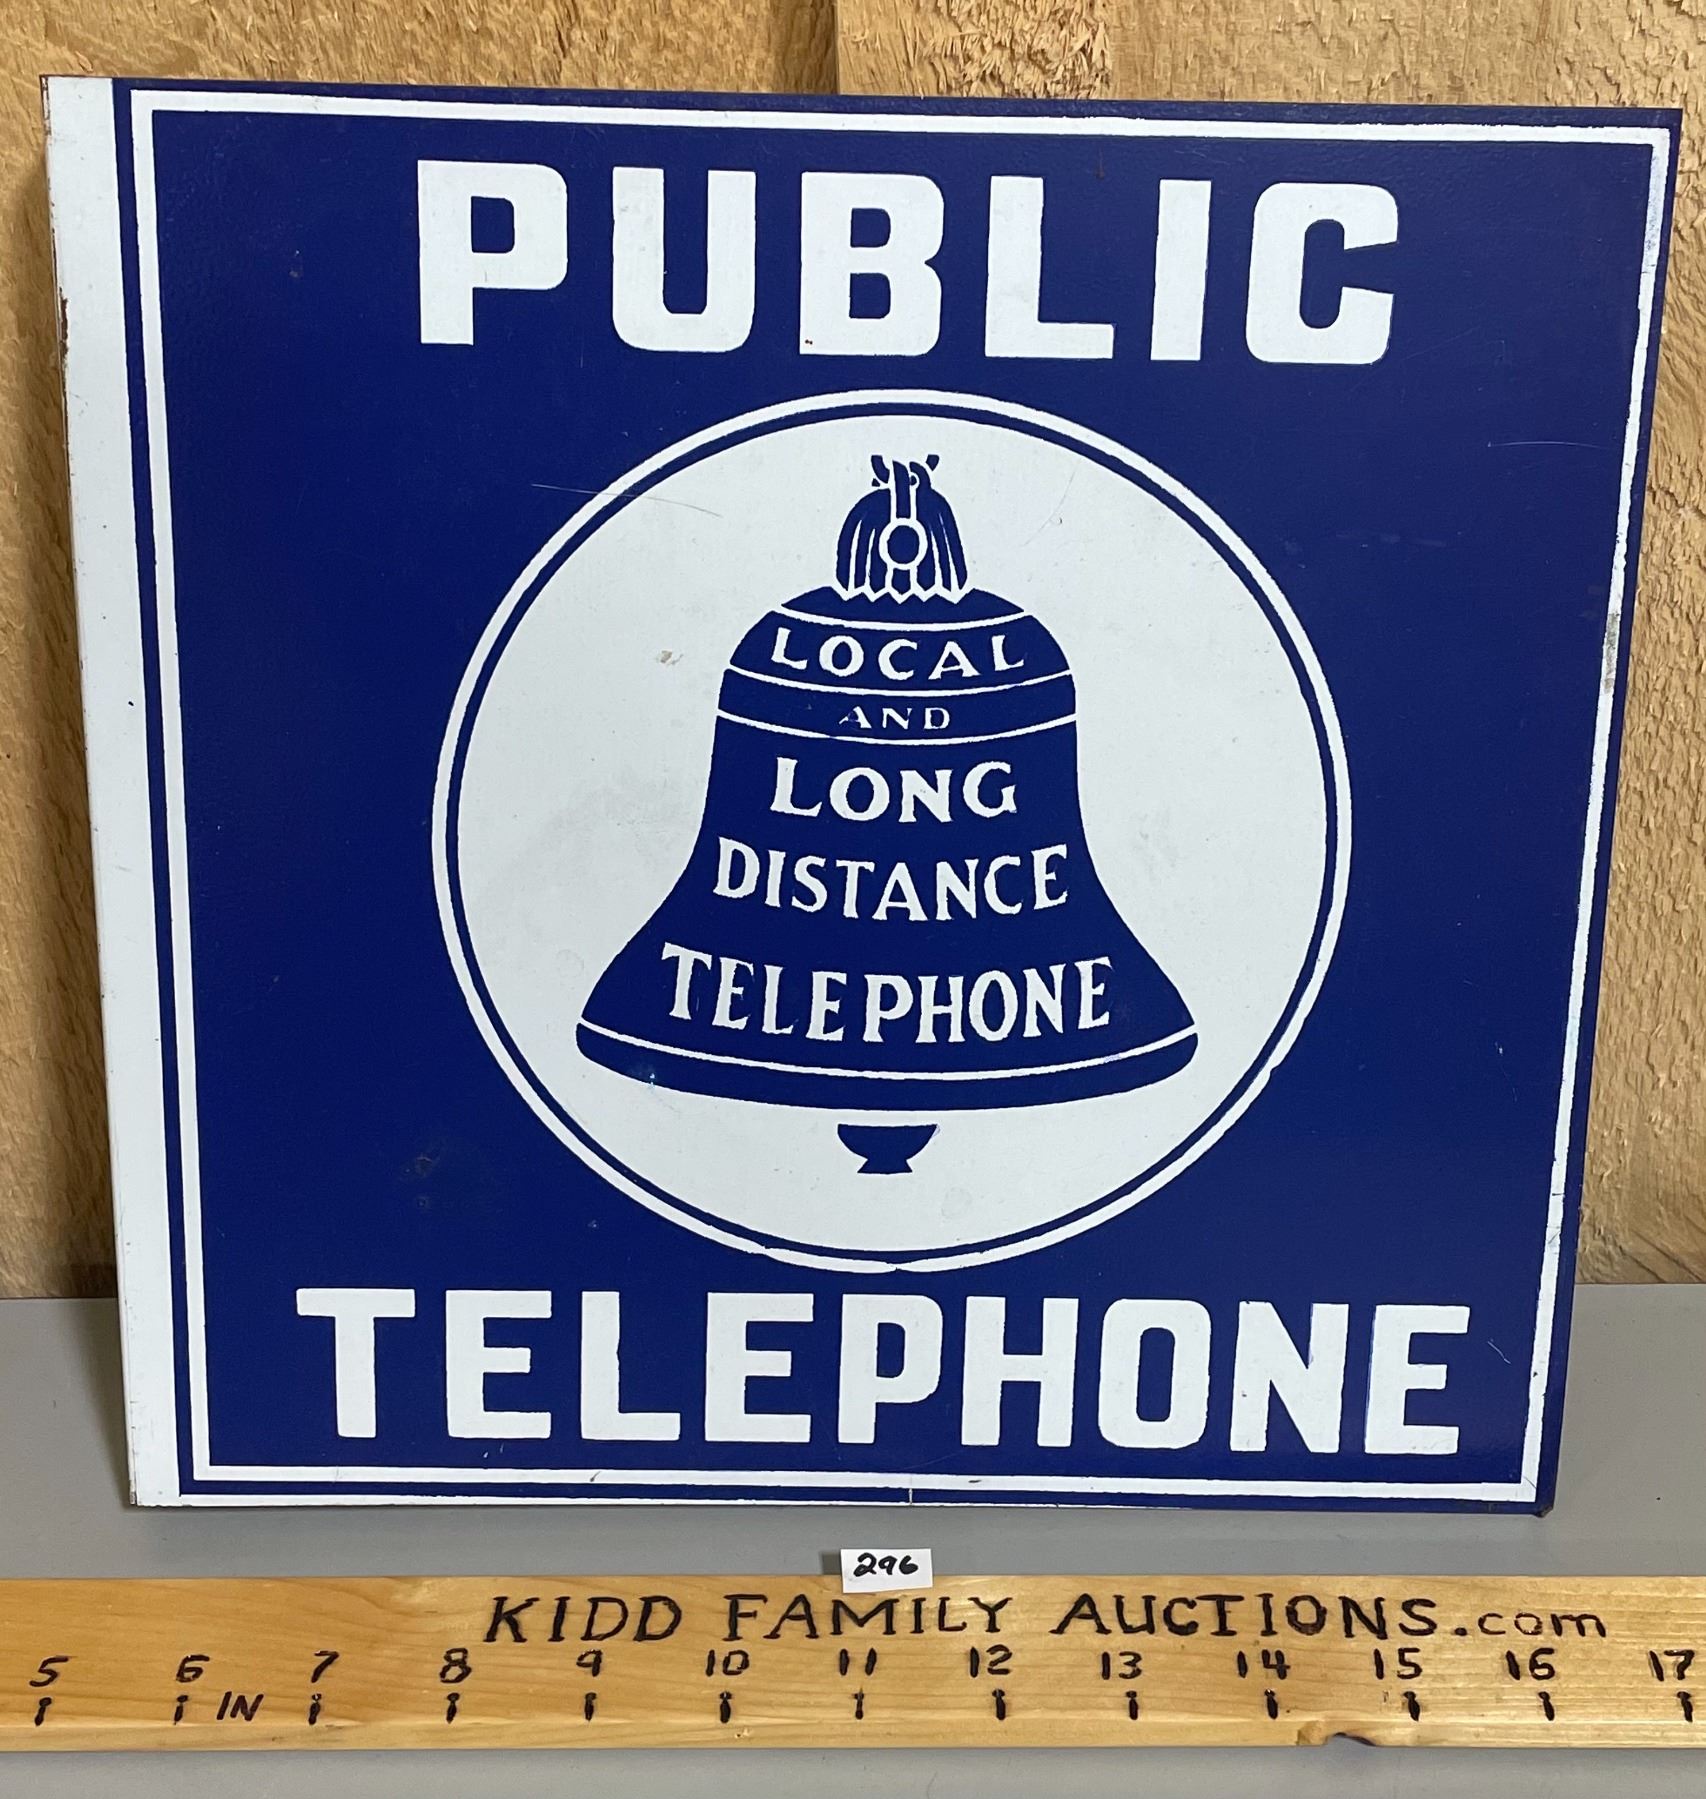 PUBLIC
LOCAL
AND
LONG
DISTANCE
TELEPHONE
TELEPHONE
296
KIDD FAMILY AUCTIONS.com
5 6 7 8 9 10 11 12 13 14 15 16 17
IN